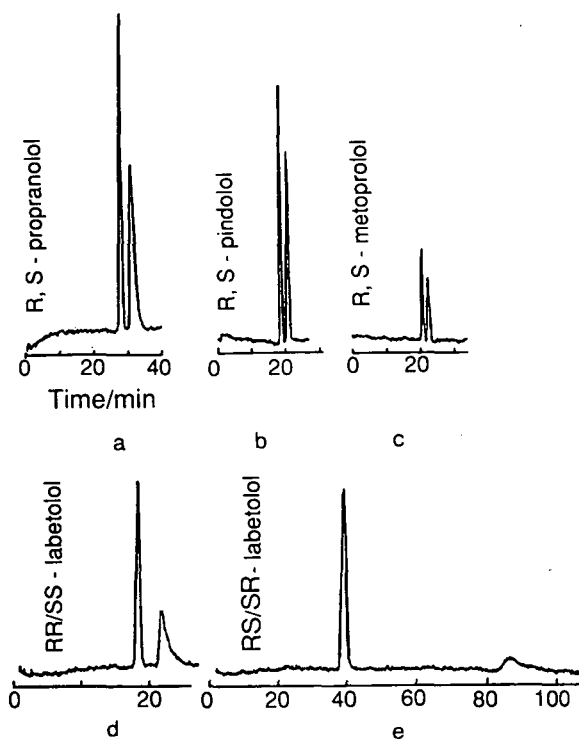 R, S - propranolol
0 20 40
Time/min
a
R, S - pindolol
0 20
b
R, S - metoprolol
0 20
c
RR/SS - labetolol
0 20
d
RS/SR - labetolol
0 20 40 60 80 100
e